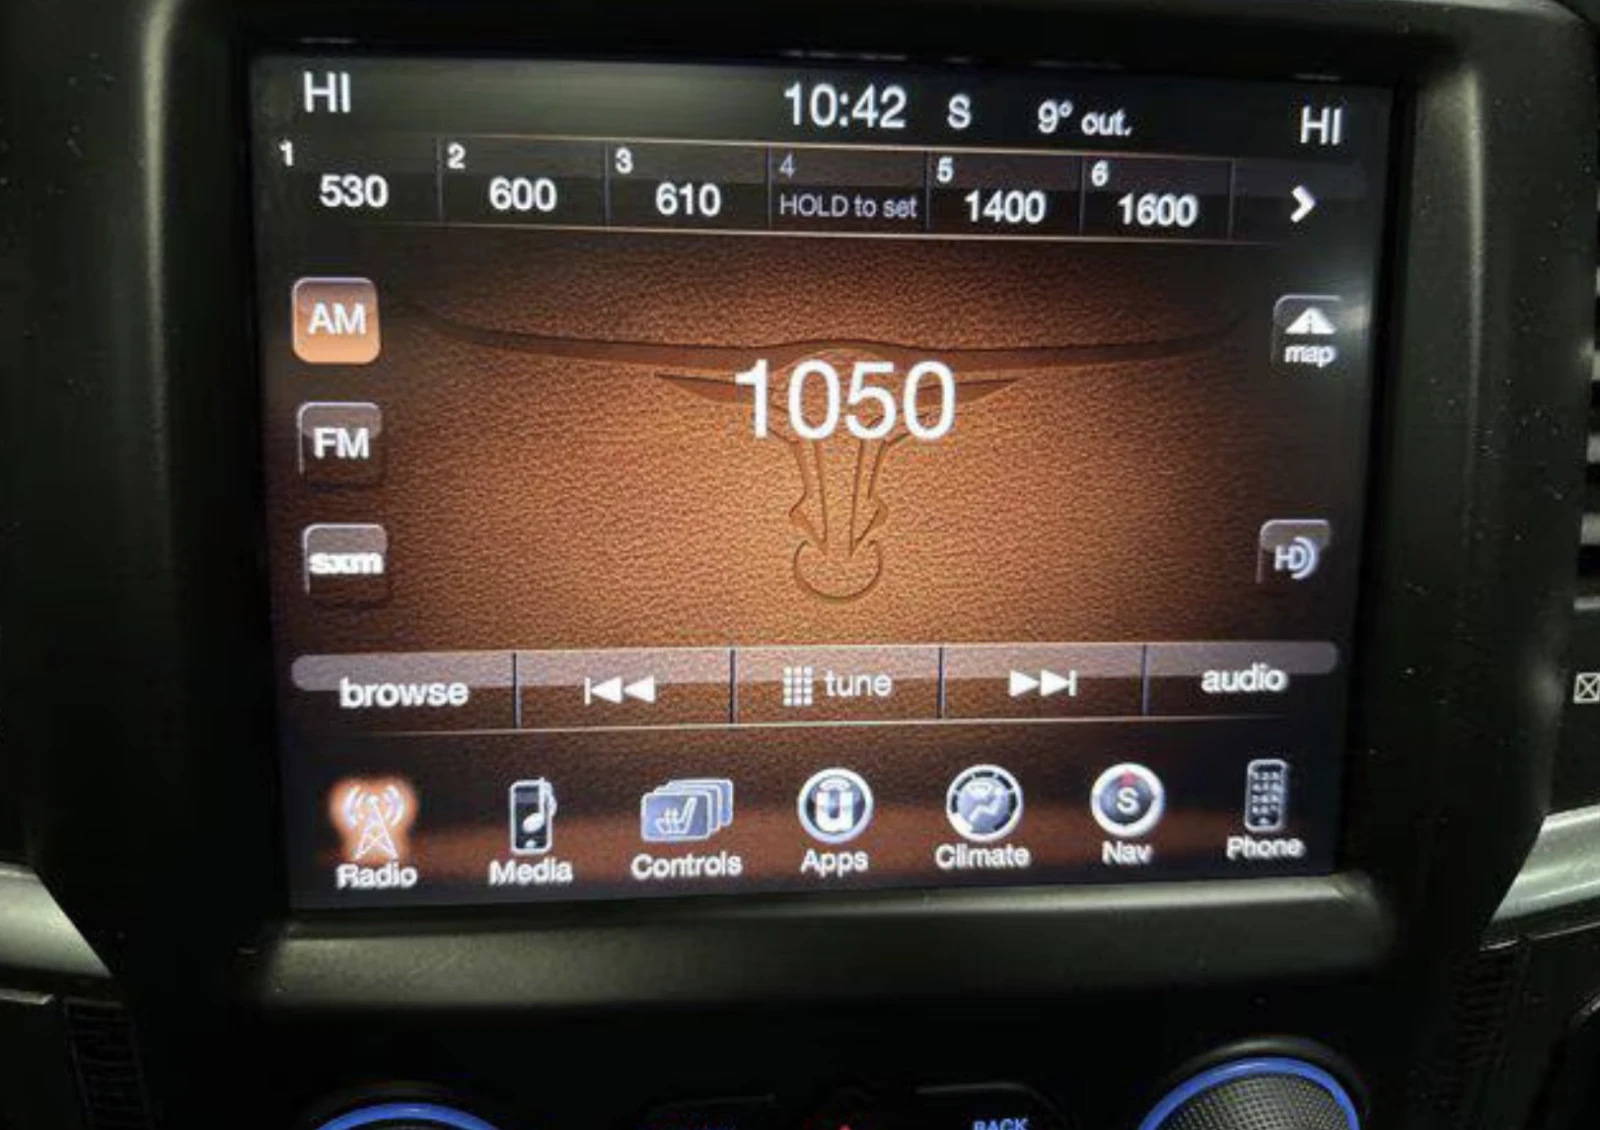 HI 10:42 S 9° out. HI
1 530 2 600 3 610 4 HOLD to set 5 1400 6 1600
AM
map
1050
FM
sxm
HD
browse tune audio
S
Radio Media Controls Apps Climate Nav Phone
BACK